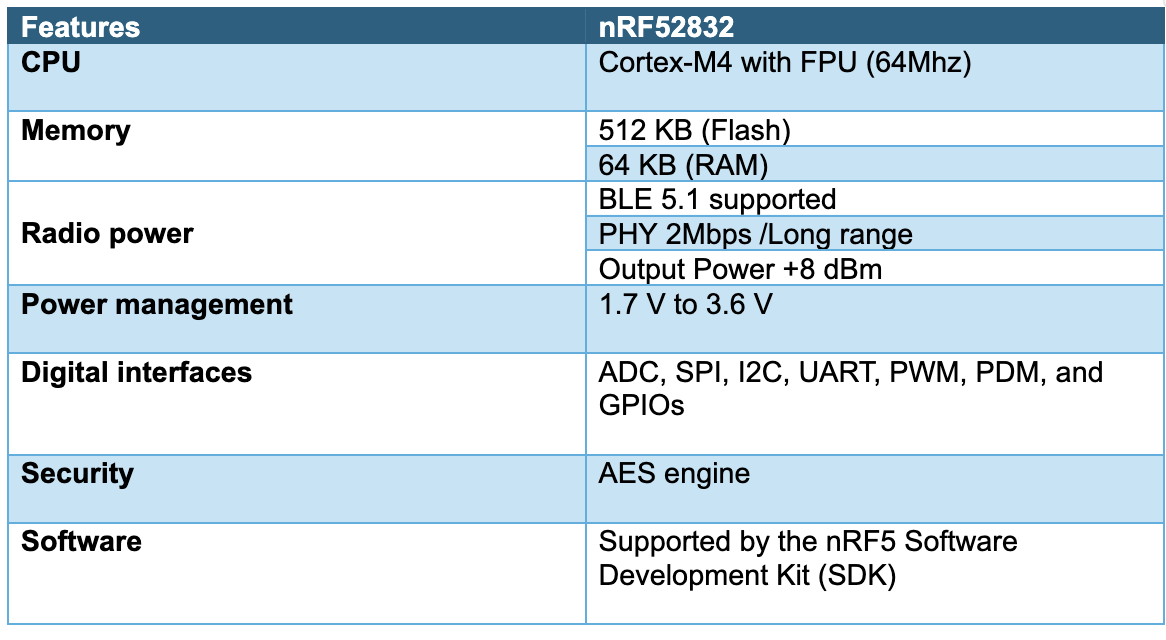 Features
nRF52832
CPU
Cortex-M4 with FPU (64Mhz)
Memory
512 KB (Flash)
64 KB (RAM)
Radio power
BLE 5.1 supported
PHY 2Mbps /Long range
Output Power +8 dBm
Power management
1.7 V to 3.6 V
Digital interfaces
ADC, SPI, I2C, UART, PWM, PDM, and
GPIOs
Security
AES engine
Software
Supported by the nRF5 Software
Development Kit (SDK)